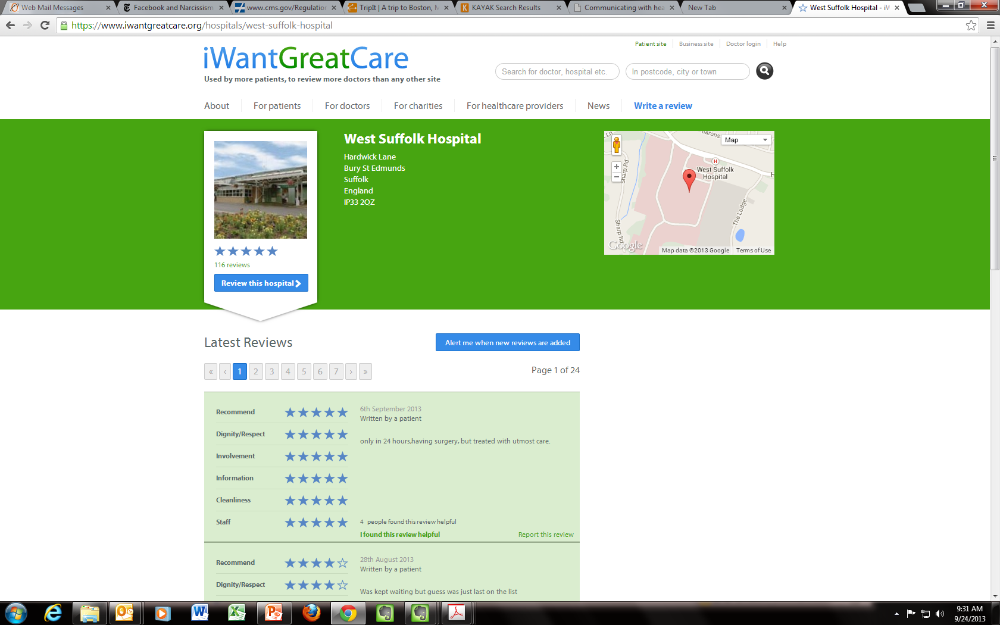 Web Mail Messages
Facebook and Narcissism
www.cms.gov/Regulation
TripIt | A trip to Boston, M
KAYAK Search Results
Communicating with hea
New Tab
West Suffolk Hospital - iW
https://www.iwantgreatcare.org/hospitals/west-suffolk-hospital
Patient site
Business site
Doctor login
Help
iWantGreatCare
Used by more patients, to review more doctors than any other site
Search for doctor, hospital etc.
In postcode, city or town
About
For patients
For doctors
For charities
For healthcare providers
News
Write a review
West Suffolk Hospital
Hardwick Lane
Bury St Edmunds
Suffolk
England
IP33 2QZ
116 reviews
Review this hospital
Barons
Map
Sharp Rd
H
West Suffolk
Hospital
The Lodge
Sharp Rd
Google
Map data ©2013 Google
Terms of Use
Latest Reviews
Alert me when new reviews are added
« ‹ 1 2 3 4 5 6 7 › »
Page 1 of 24
Recommend
Dignity/Respect
Involvement
Information
Cleanliness
Staff
6th September 2013
Written by a patient
only in 24 hours,having surgery, but treated with utmost care.
4 people found this review helpful
I found this review helpful
Report this review
Recommend
Dignity/Respect
28th August 2013
Written by a patient
Was kept waiting but guess was just last on the list
9:31 AM
9/24/2013